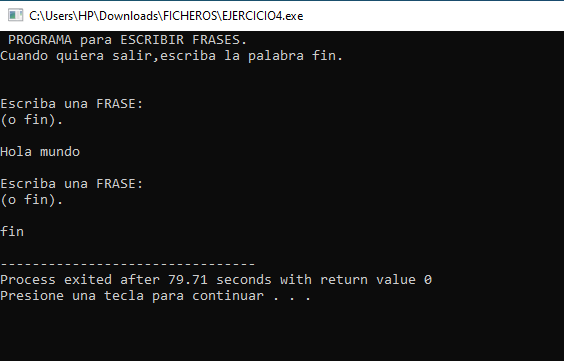 C:\Users\HP\Downloads\FICHEROS\EJERCICIO4.exe
PROGRAMA para ESCRIBIR FRASES.
Cuando quiera salir,escriba la palabra fin.
Escriba una FRASE:
(o fin).
Hola mundo
Escriba una FRASE:
(o fin).
fin
--------------------------------
Process exited after 79.71 seconds with return value 0
Presione una tecla para continuar . . .